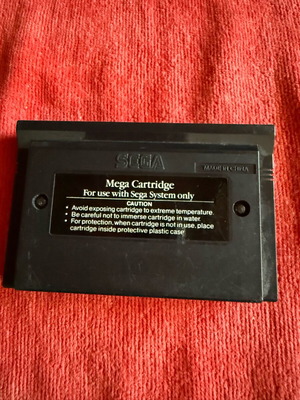 SEGA
MADE IN CHINA
Mega Cartridge
For use with Sega System only
CAUTION
• Avoid exposing cartridge to extreme temperature.
• Be careful not to immerse cartridge in water
• For protection, when cartridge is not in use, place
cartridge inside protective plastic case